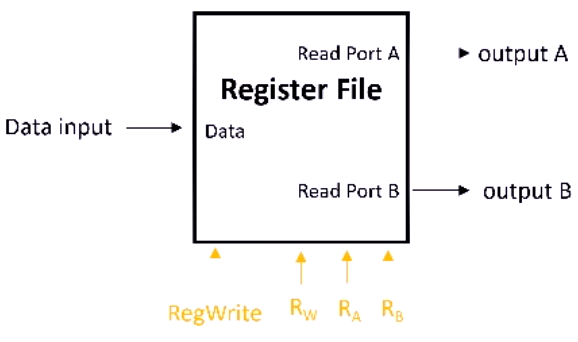 Read Port A
output A
Register File
Data input
Data
Read Port B
output B
RegWrite
R_W
R_A
R_B